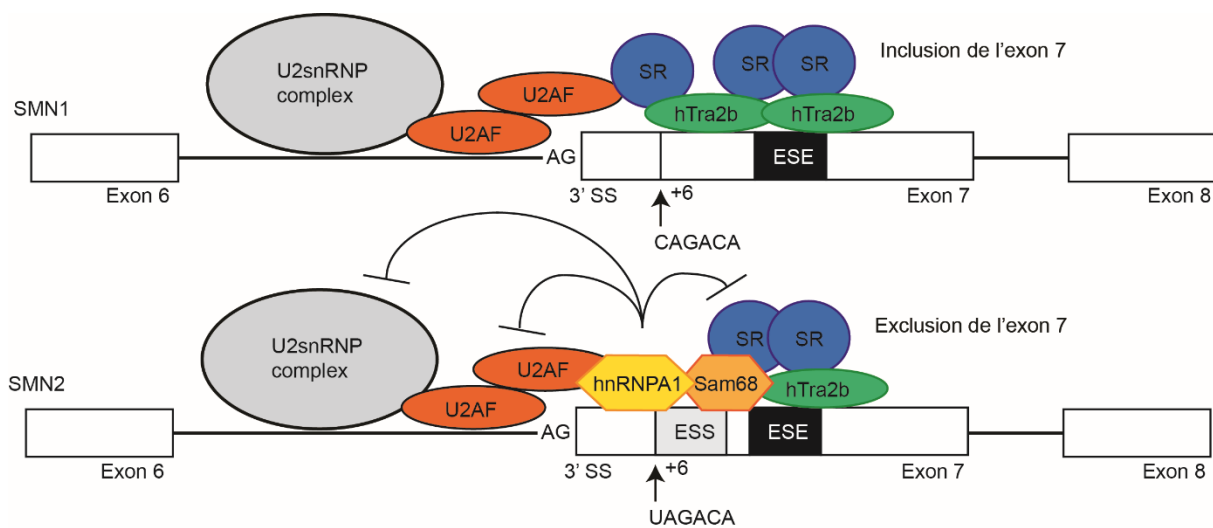 U2snRNP
complex
SR
SR
SR
Inclusion de l’exon 7
U2AF
SMN1
hTra2b
hTra2b
U2AF
AG
ESE
Exon 6
3’ SS
+6
Exon 7
Exon 8
CAGACA
SR
SR
Exclusion de l’exon 7
U2snRNP
complex
U2AF
hnRNPA1
Sam68
hTra2b
SMN2
U2AF
AG
ESS
ESE
Exon 6
3’ SS
+6
Exon 7
Exon 8
UAGACA